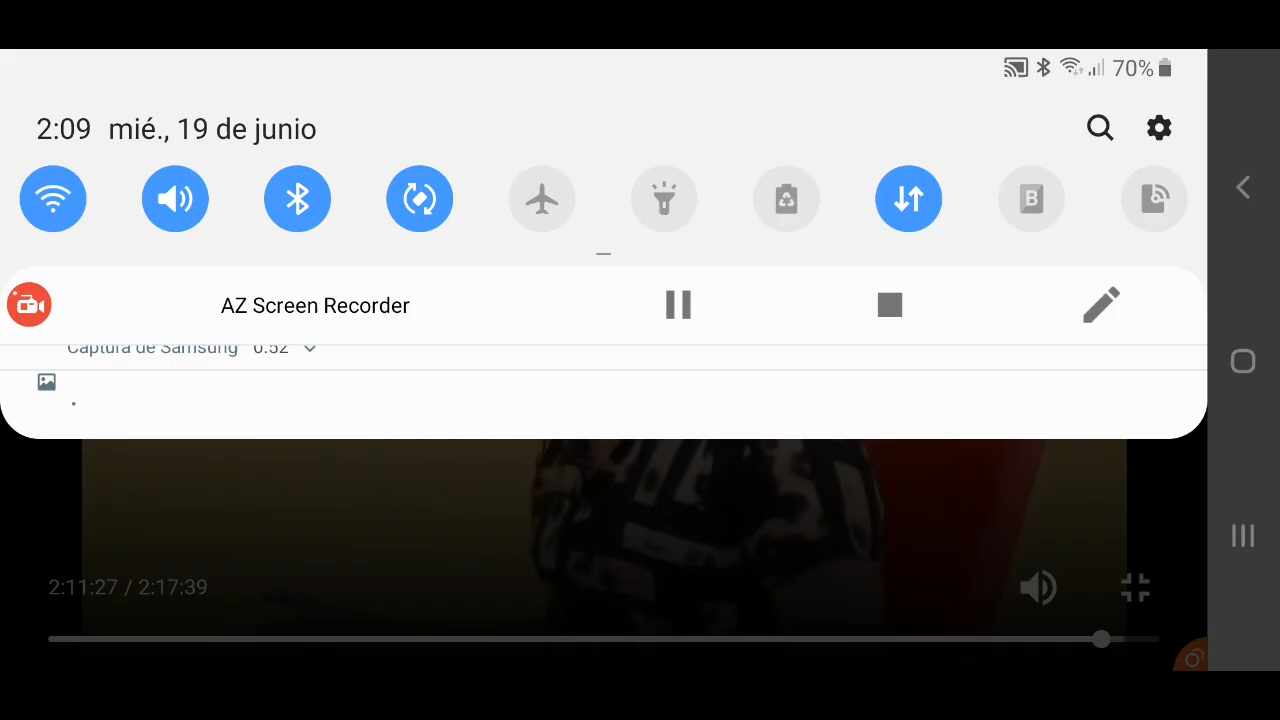 70%
2:09 mié., 19 de junio
B
AZ Screen Recorder
Captura de Samsung 0:52
.
2:11:27 / 2:17:39